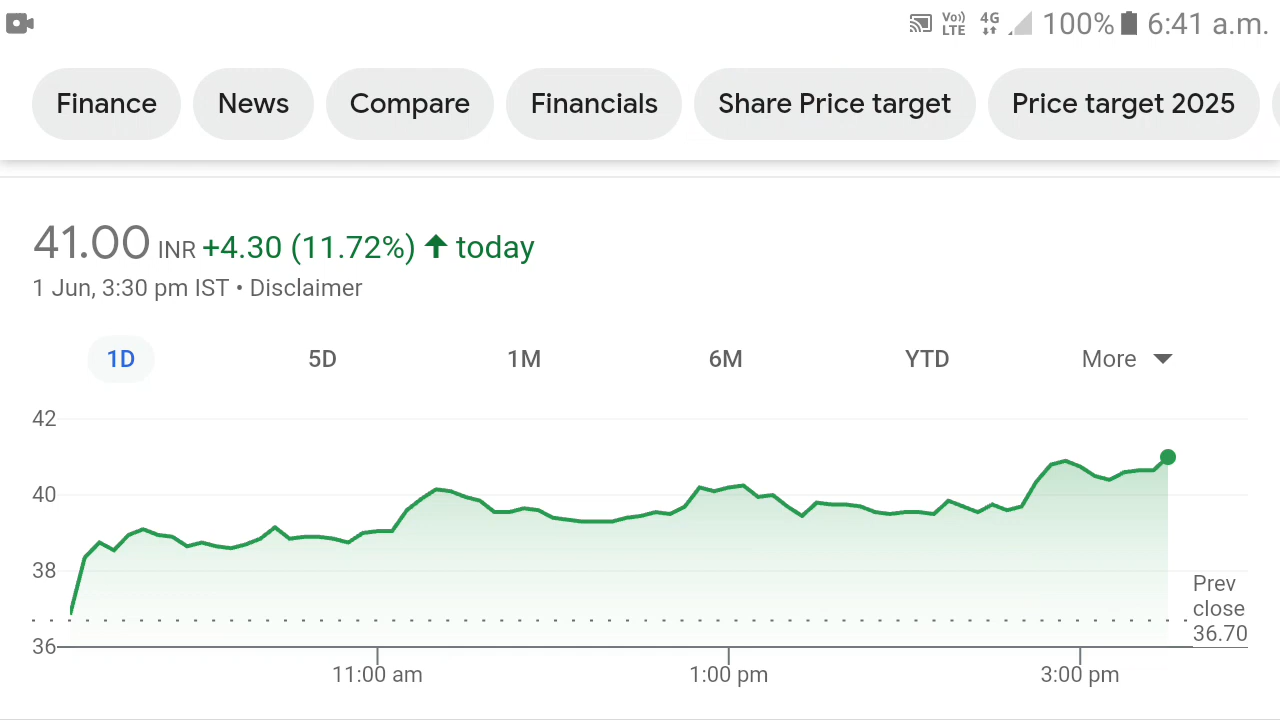 Vo)) LTE 4G 100% 6:41 a.m.
Finance News Compare Financials Share Price target Price target 2025
41.00 INR +4.30 (11.72%) ↑ today
1 Jun, 3:30 pm IST • Disclaimer
1D 5D 1M 6M YTD More
42
40
38
Prev
close
36.70
36
11:00 am 1:00 pm 3:00 pm